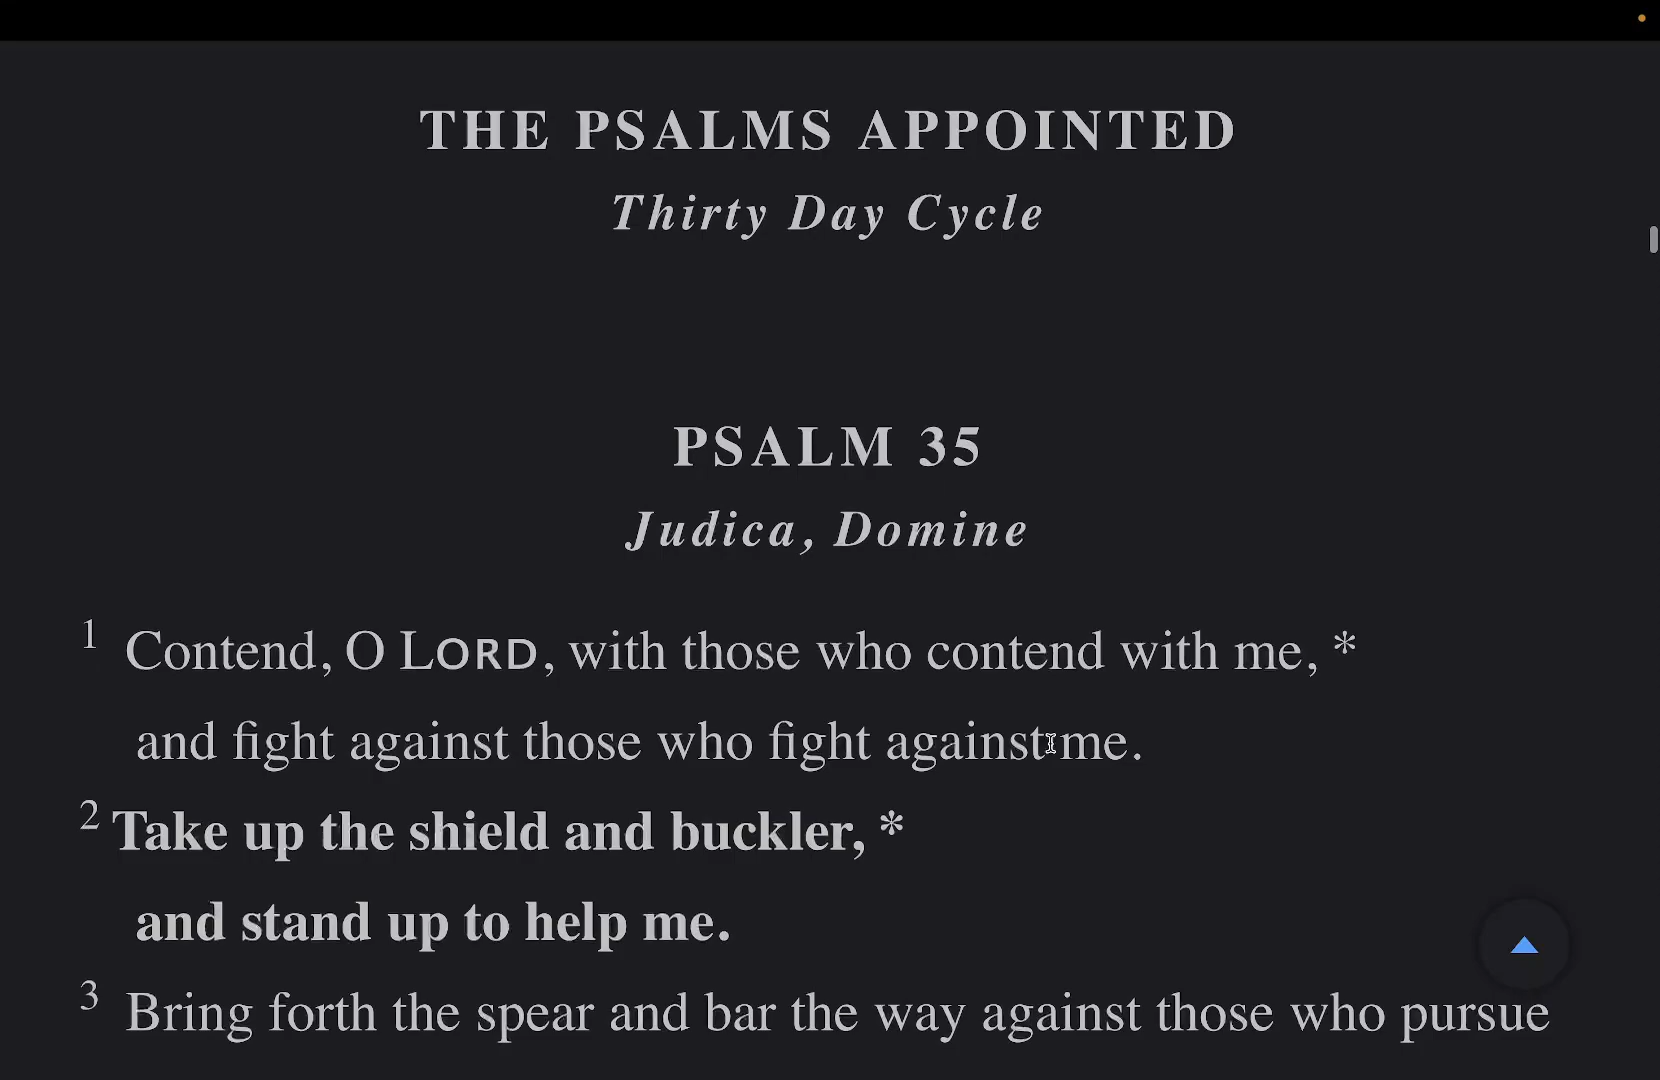 THE PSALMS APPOINTED
Thirty Day Cycle
PSALM 35
Judica, Domine
1 Contend, O LORD, with those who contend with me, *
and fight against those who fight against me.
2 Take up the shield and buckler, *
and stand up to help me.
3 Bring forth the spear and bar the way against those who pursue